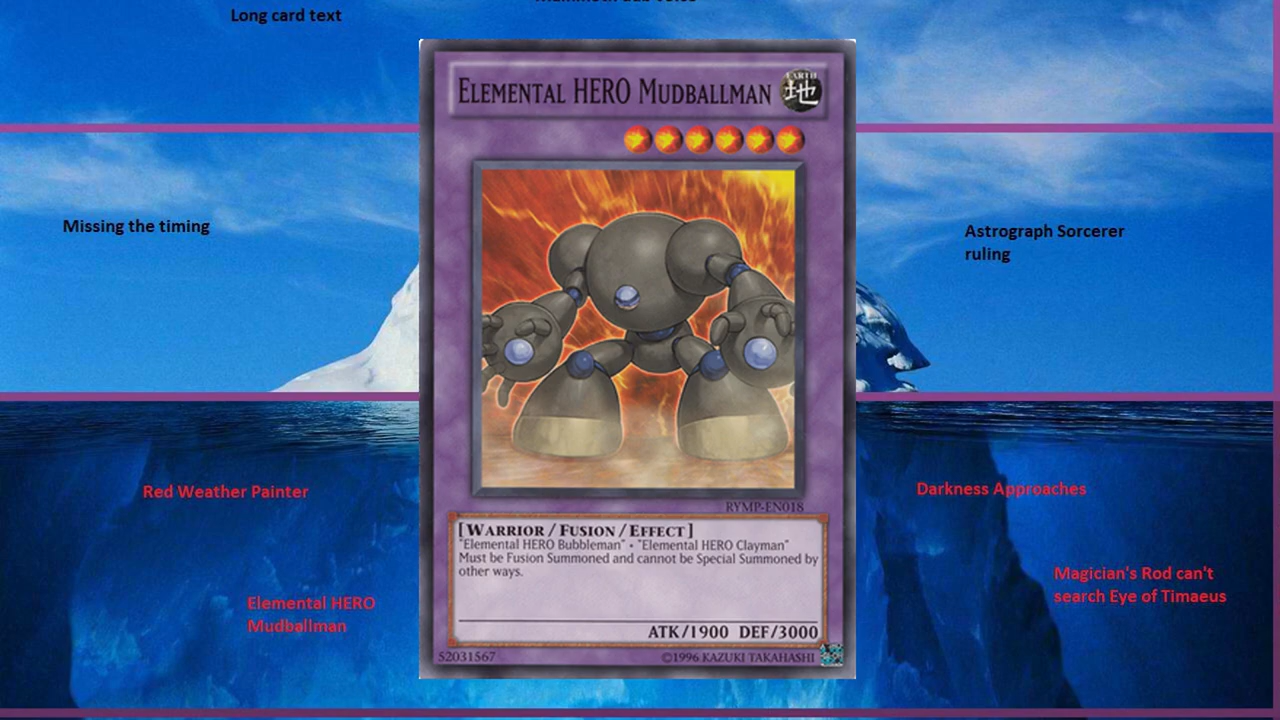 Long card text
ELEMENTAL HERO MUDBALLMAN
EARTH
地
Missing the timing
Astrograph Sorcerer
ruling
Red Weather Painter
Darkness Approaches
Elemental HERO
Mudballman
Magician's Rod can't
search Eye of Timaeus
RYMP-EN018
[WARRIOR / FUSION / EFFECT]
"Elemental HERO Bubbleman" • "Elemental HERO Clayman"
Must be Fusion Summoned and cannot be Special Summoned by
other ways.
ATK/1900 DEF/3000
52031567
©1996 KAZUKI TAKAHASHI